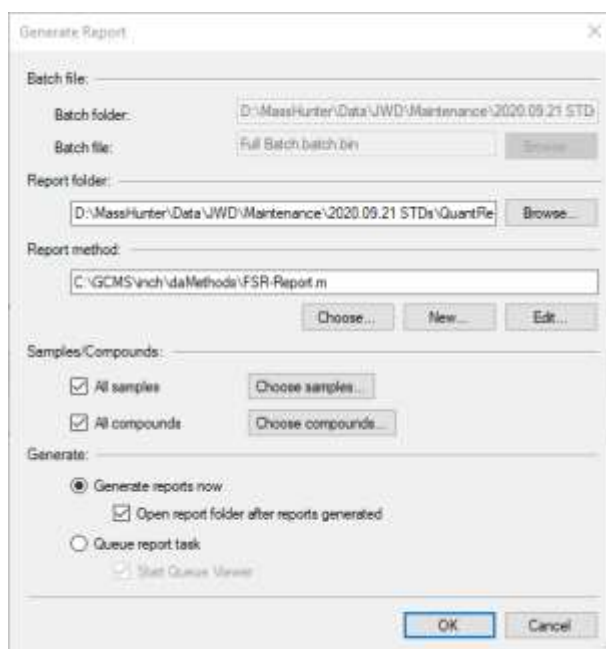 Generate Report
Batch file:
Batch folder: D:\MassHunter\Data\JWD\Maintenance\2020.09.21 STD
Batch file: Full Batch.batch.bin Browse...
Report folder:
D:\MassHunter\Data\JWD\Maintenance\2020.09.21 STDs\QuantRe Browse...
Report method:
C:\GCMS\inch\daMethods\FSR-Report.m
Choose... New... Edit...
Samples/Compounds:
All samples Choose samples...
All compounds Choose compounds...
Generate:
Generate reports now
Open report folder after reports generated
Queue report task
Start Queue Viewer
OK Cancel